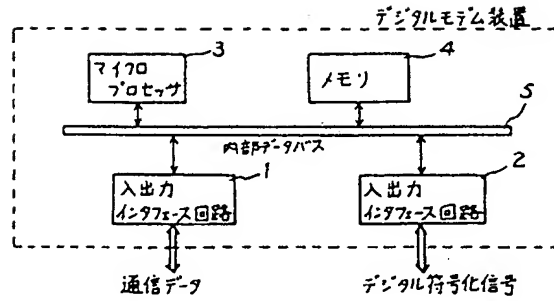 デジタルモデム装置
3
マイクロ
プロセッサ
4
メモリ
5
内部データバス
1
入出力
インタフェース回路
2
入出力
インタフェース回路
通信データ
デジタル符号化信号